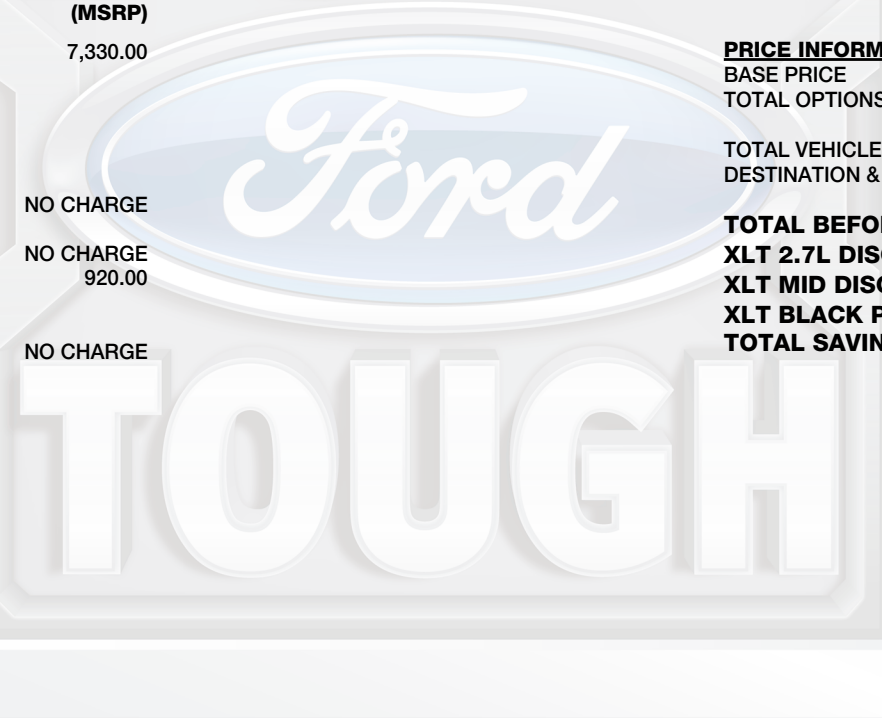 (MSRP)
7,330.00
NO CHARGE
NO CHARGE
920.00
NO CHARGE
PRICE INFORM
BASE PRICE
TOTAL OPTIONS
TOTAL VEHICLE
DESTINATION &
TOTAL BEFO
XLT 2.7L DIS
XLT MID DIS
XLT BLACK P
TOTAL SAVIN
Ford
TOUGH